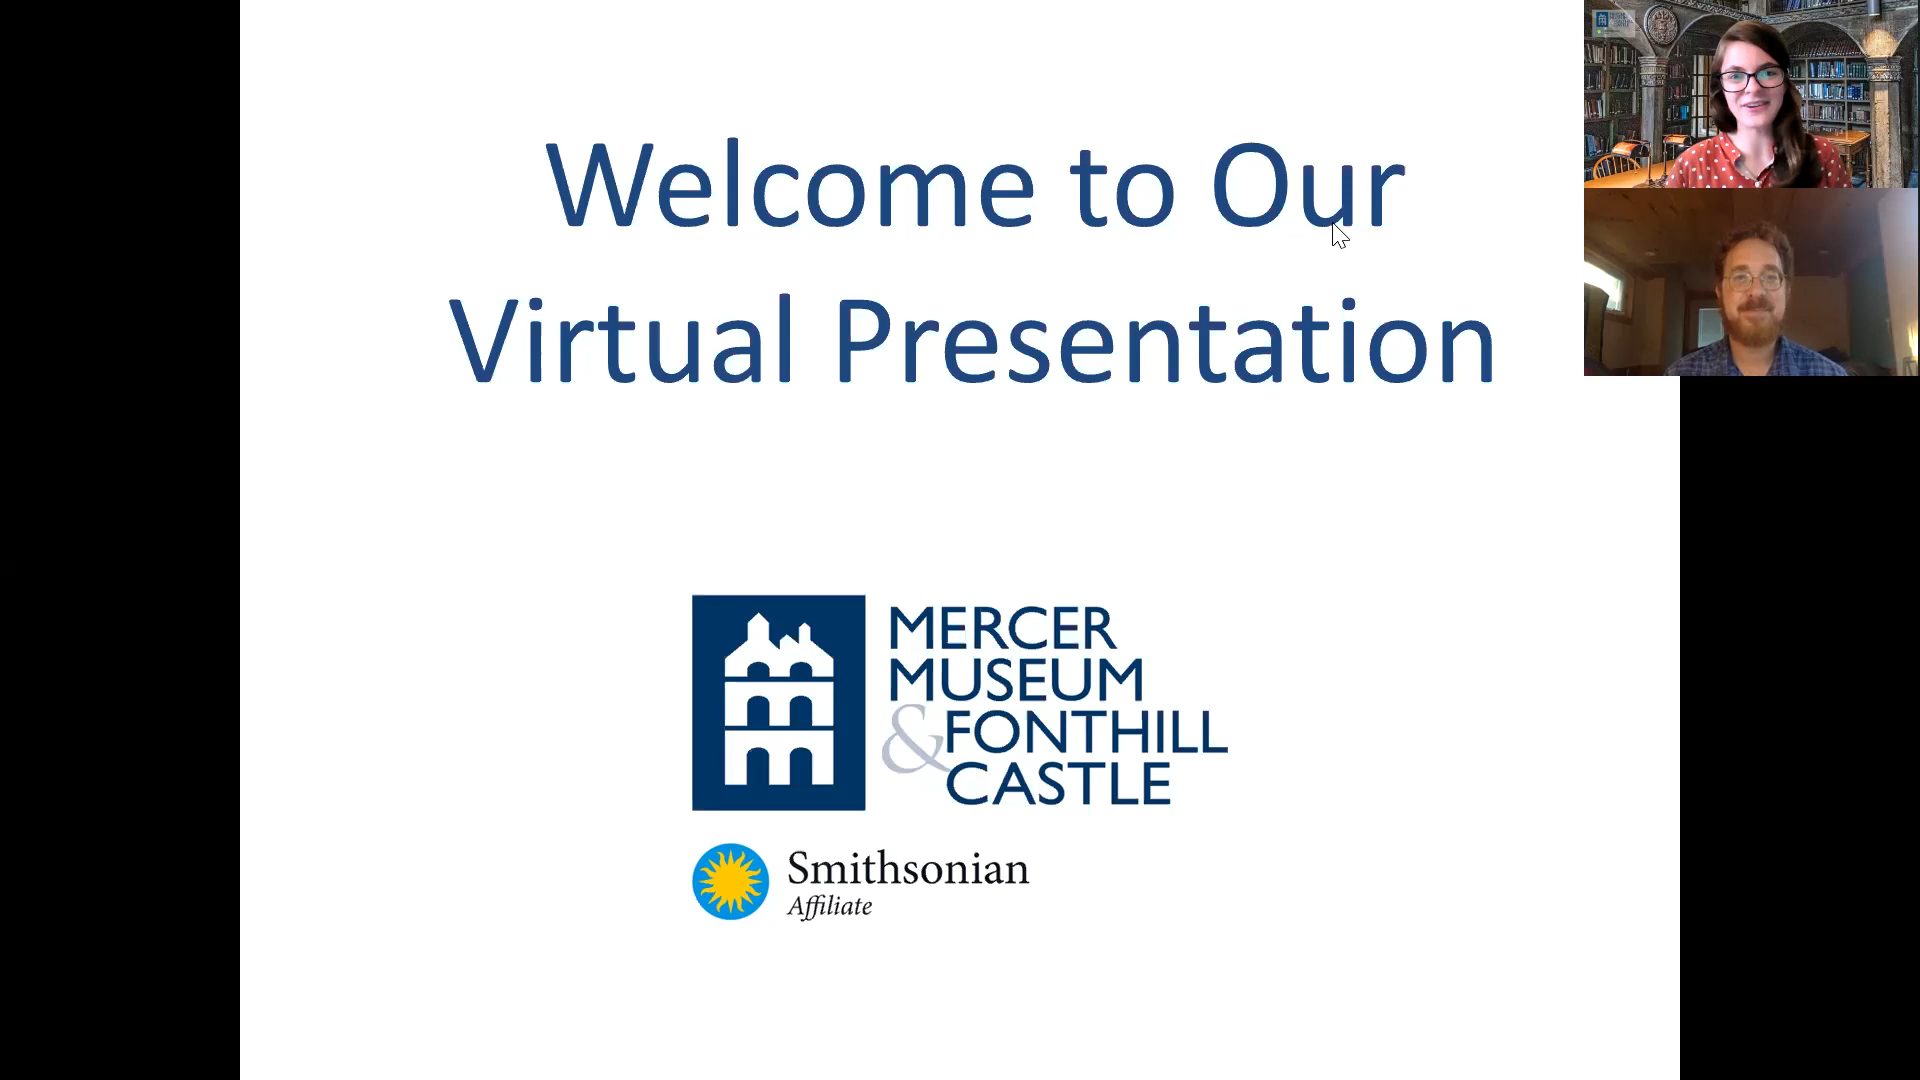 Welcome to Our
Virtual Presentation
MERCER
MUSEUM
& FONTHILL
CASTLE
Smithsonian
Affiliate